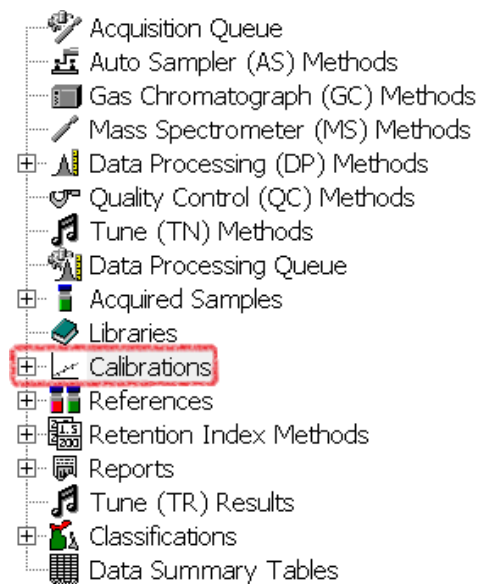 Acquisition Queue
Auto Sampler (AS) Methods
Gas Chromatograph (GC) Methods
Mass Spectrometer (MS) Methods
Data Processing (DP) Methods
Quality Control (QC) Methods
Tune (TN) Methods
Data Processing Queue
Acquired Samples
Libraries
Calibrations
References
Retention Index Methods
Reports
Tune (TR) Results
Classifications
Data Summary Tables